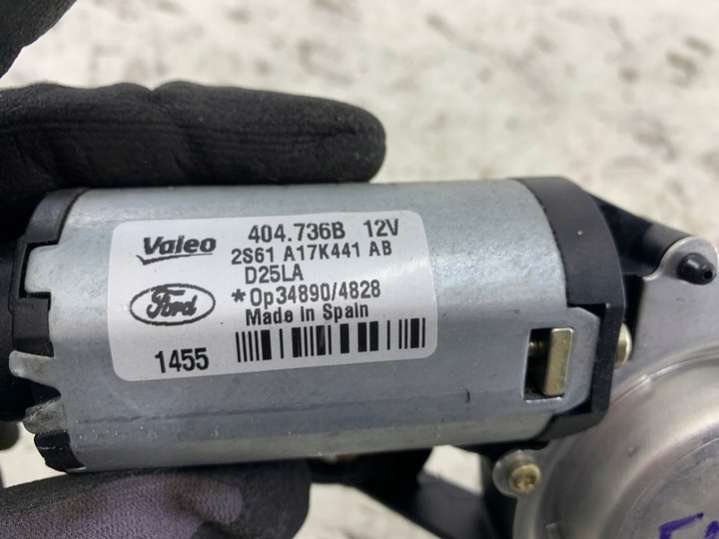 Valeo 404.736B 12V
2S61 A17K441 AB
D25LA
Ford *Op34890/4828
Made in Spain
1455